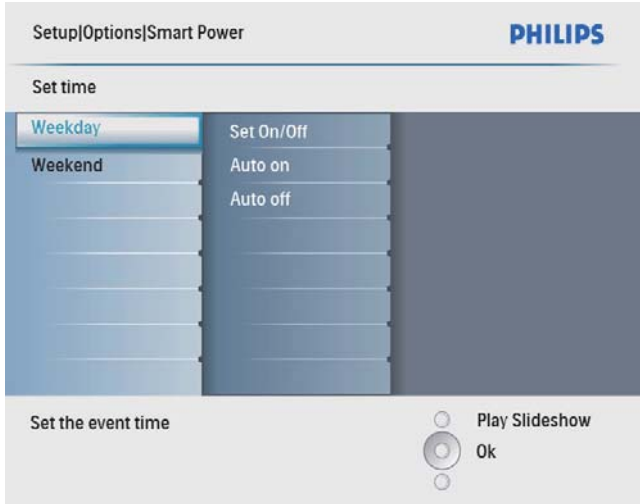 Setup|Options|Smart Power
PHILIPS
Set time
Weekday
Weekend
Set On/Off
Auto on
Auto off
Set the event time
Play Slideshow
Ok